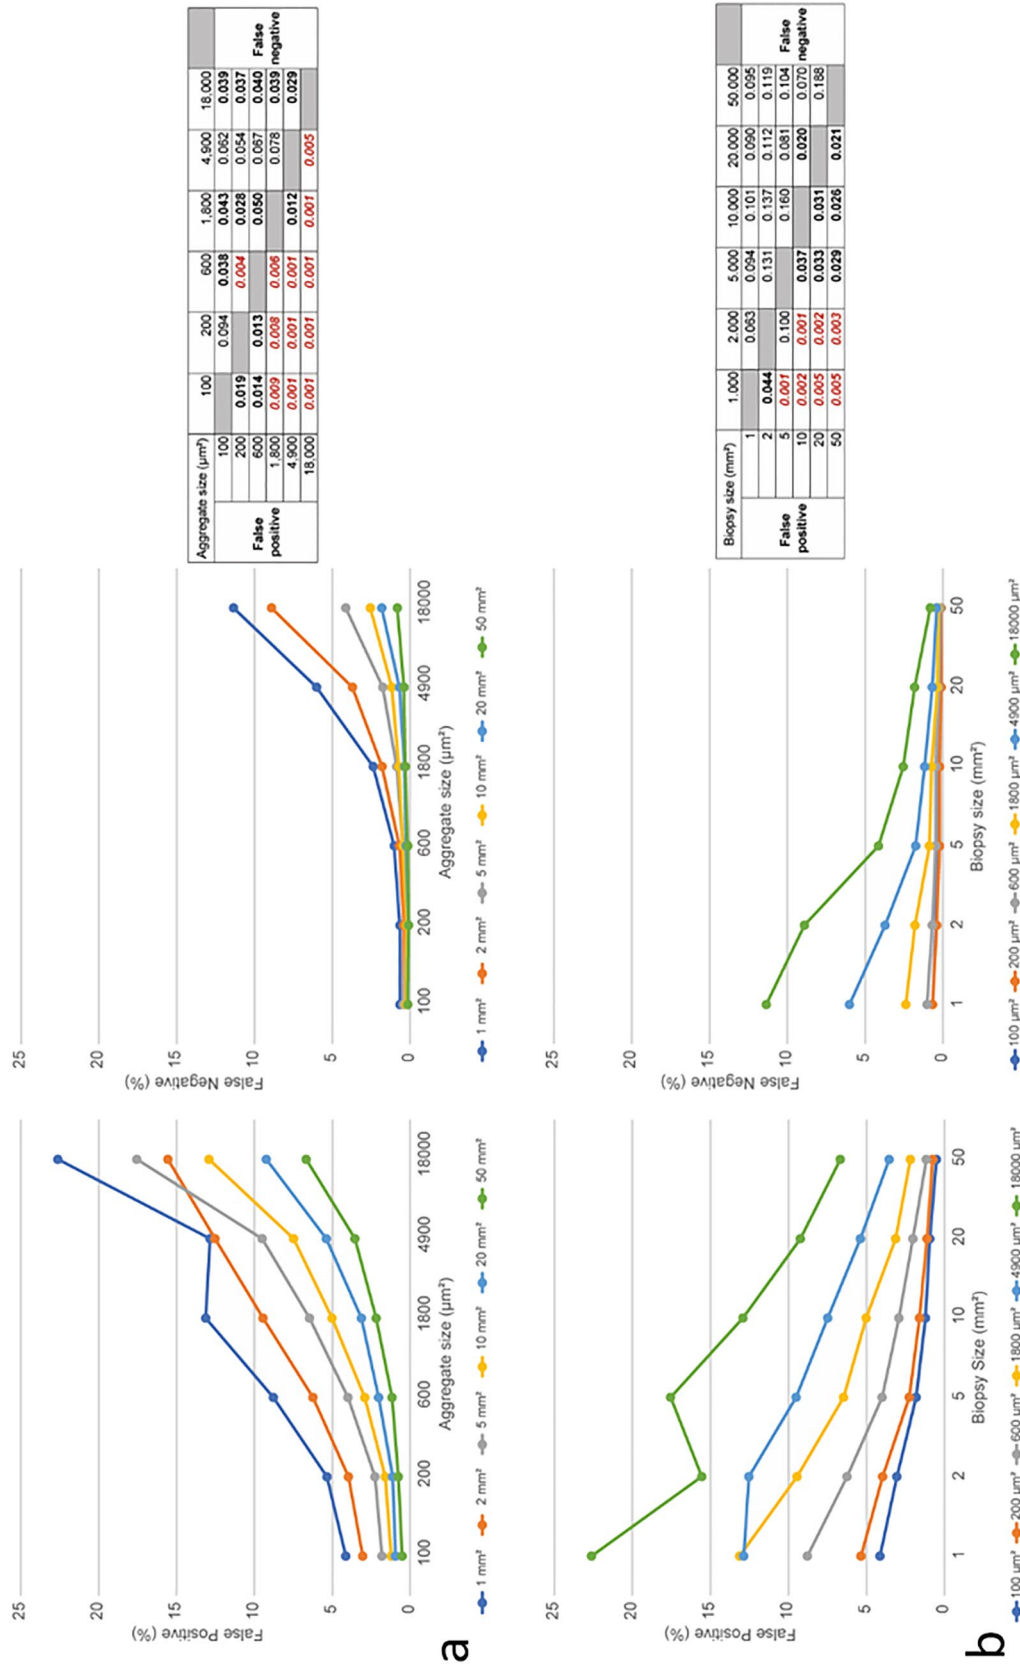 a
25
20
15
10
5
0
False Positive (%)
100 200 600 1800 4900 18000
Aggregate size (µm²)
1 mm² 2 mm² 5 mm² 10 mm² 20 mm² 50 mm²
25
20
15
10
5
0
False Negative (%)
100 200 600 1800 4900 18000
Aggregate size (µm²)
1 mm² 2 mm² 5 mm² 10 mm² 20 mm² 50 mm²
Aggregate size (µm²) 100 200 600 1,800 4,900 18,000
False positive
100 0.094 0.038 0.043 0.062 0.039
200 0.019 0.004 0.028 0.054 0.037
600 0.014 0.013 0.050 0.067 0.040
1,800 0.009 0.008 0.006 0.078 0.039
4,900 0.001 0.001 0.001 0.012 0.029
18,000 0.001 0.001 0.001 0.001 0.005
False negative
b
25
20
15
10
5
0
False Positive (%)
1 2 5 10 20 50
Biopsy Size (mm²)
100 µm² 200 µm² 600 µm² 1800 µm² 4900 µm² 18000 µm²
25
20
15
10
5
0
False Negative (%)
1 2 5 10 20 50
Biopsy size (mm²)
100 µm² 200 µm² 600 µm² 1800 µm² 4900 µm² 18000 µm²
Biopsy size (mm²) 1.000 2.000 5.000 10.000 20.000 50.000
False positive
1 0.063 0.094 0.101 0.090 0.095
2 0.044 0.131 0.137 0.112 0.119
5 0.001 0.100 0.160 0.081 0.104
10 0.002 0.001 0.037 0.020 0.070
20 0.005 0.002 0.033 0.031 0.188
50 0.005 0.003 0.029 0.026 0.021
False negative